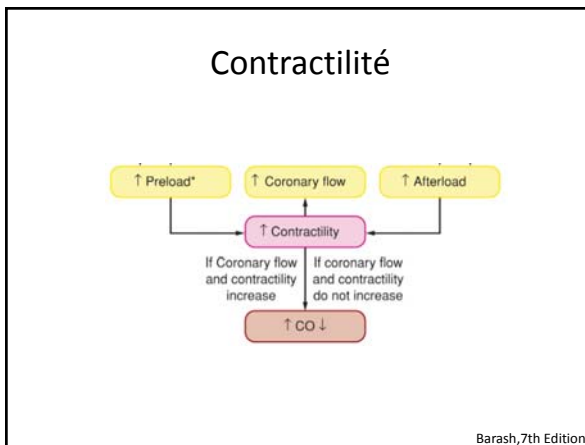 Contractilité
↑ Preload* ↑ Coronary flow ↑ Afterload
↑ Contractility
If Coronary flow
and contractility
increase
If coronary flow
and contractility
do not increase
↑ CO ↓
Barash,7th Edition